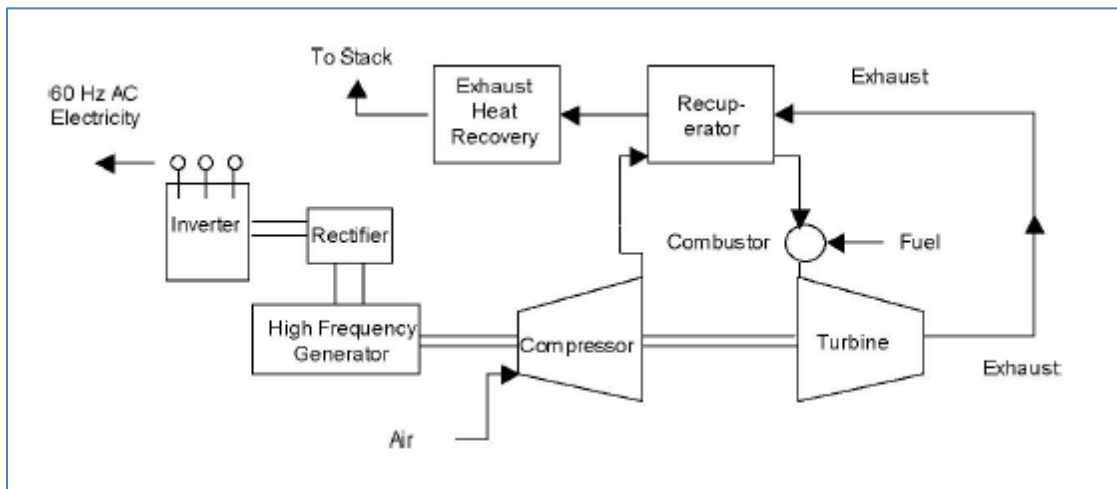 To Stack
Exhaust
Heat
Recovery
Recup-
erator
Exhaust
60 Hz AC
Electricity
Inverter
Rectifier
Combustor
Fuel
High Frequency
Generator
Compressor
Turbine
Exhaust
Air